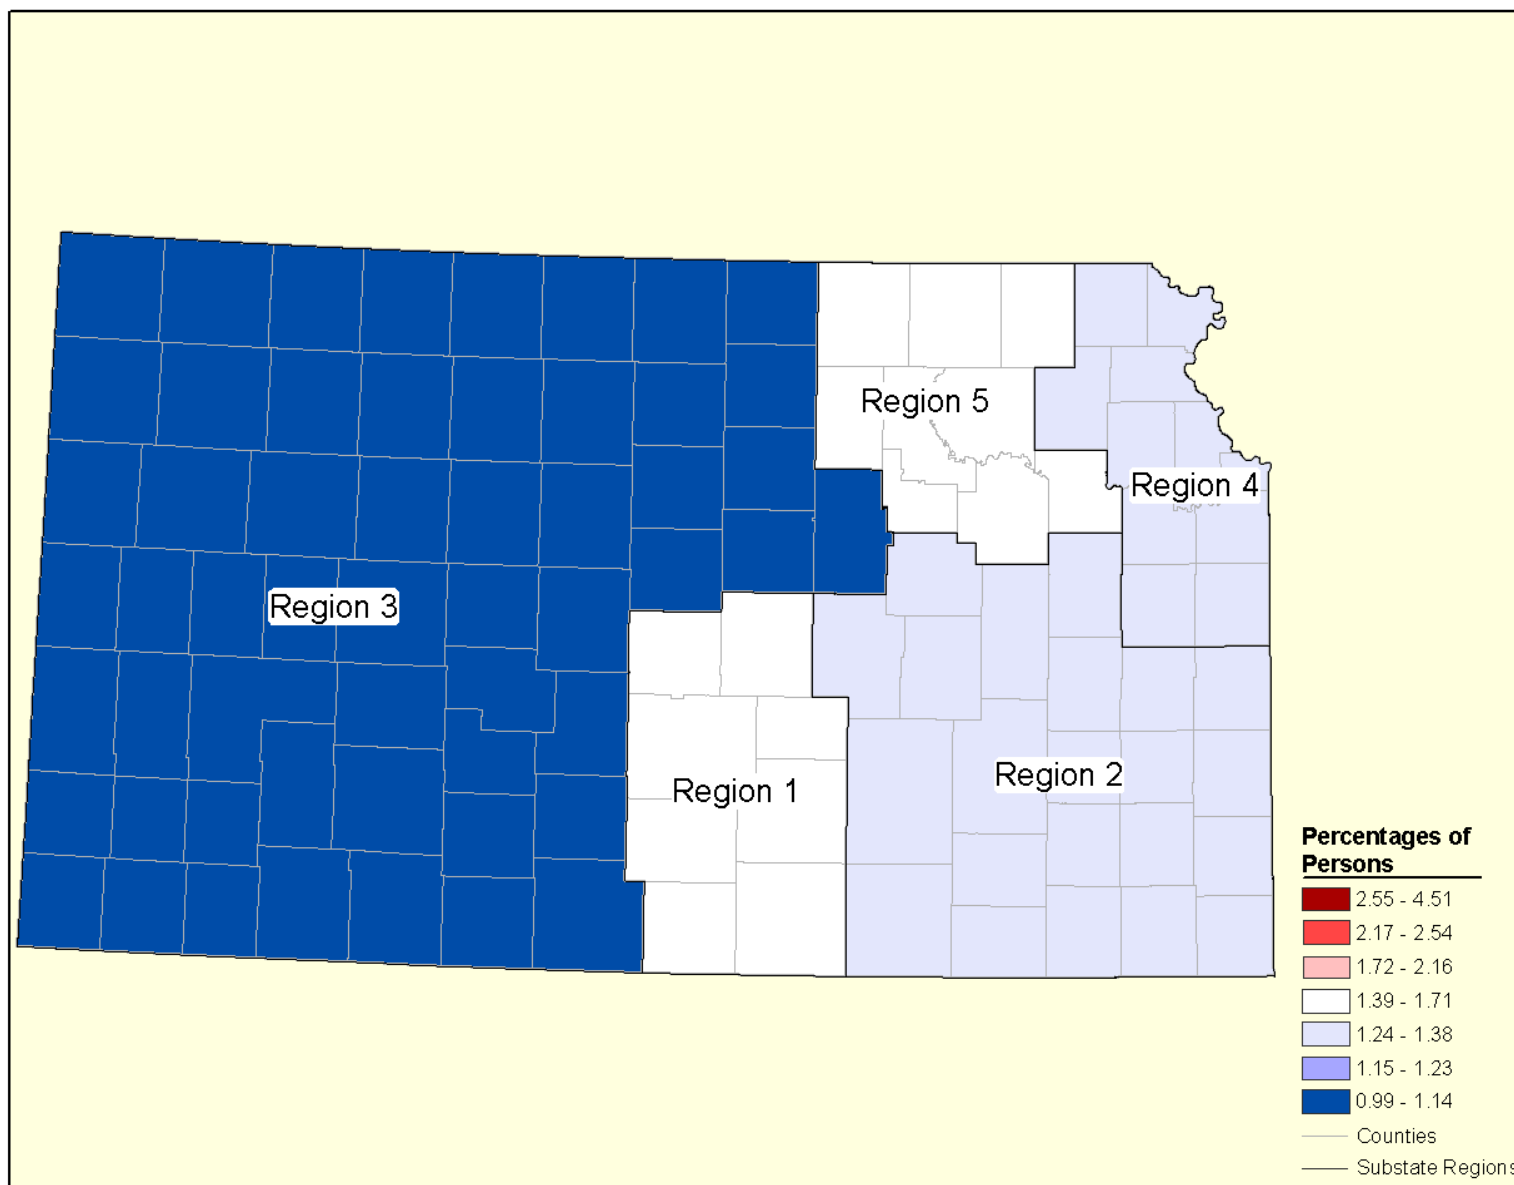 Region 5
Region 4
Region 3
Region 2
Region 1
Percentages of
Persons
2.55 - 4.51
2.17 - 2.54
1.72 - 2.16
1.39 - 1.71
1.24 - 1.38
1.15 - 1.23
0.99 - 1.14
Counties
Substate Regions